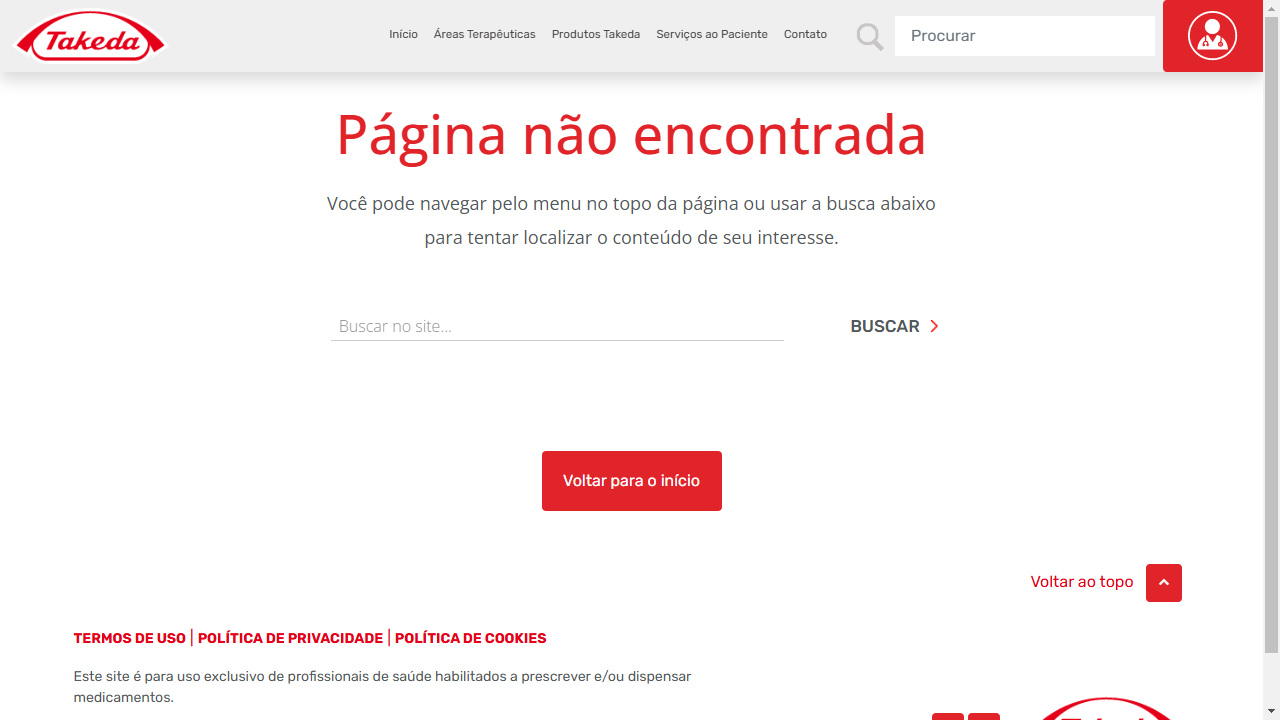 Takeda
Início Áreas Terapêuticas Produtos Takeda Serviços ao Paciente Contato
Procurar
Página não encontrada
Você pode navegar pelo menu no topo da página ou usar a busca abaixo
para tentar localizar o conteúdo de seu interesse.
Buscar no site...
BUSCAR
Voltar para o início
Voltar ao topo
TERMOS DE USO | POLÍTICA DE PRIVACIDADE | POLÍTICA DE COOKIES
Este site é para uso exclusivo de profissionais de saúde habilitados a prescrever e/ou dispensar
medicamentos.